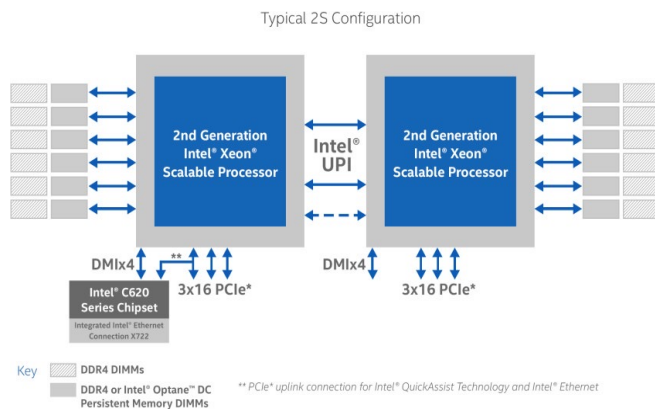 Typical 2S Configuration
2nd Generation
Intel® Xeon®
Scalable Processor
Intel®
UPI
2nd Generation
Intel® Xeon®
Scalable Processor
DMIx4
**
3x16 PCIe*
DMIx4
3x16 PCIe*
Intel® C620
Series Chipset
Integrated Intel® Ethernet
Connection X722
Key
DDR4 DIMMs
DDR4 or Intel® Optane™ DC
Persistent Memory DIMMs
** PCIe* uplink connection for Intel® QuickAssist Technology and Intel® Ethernet